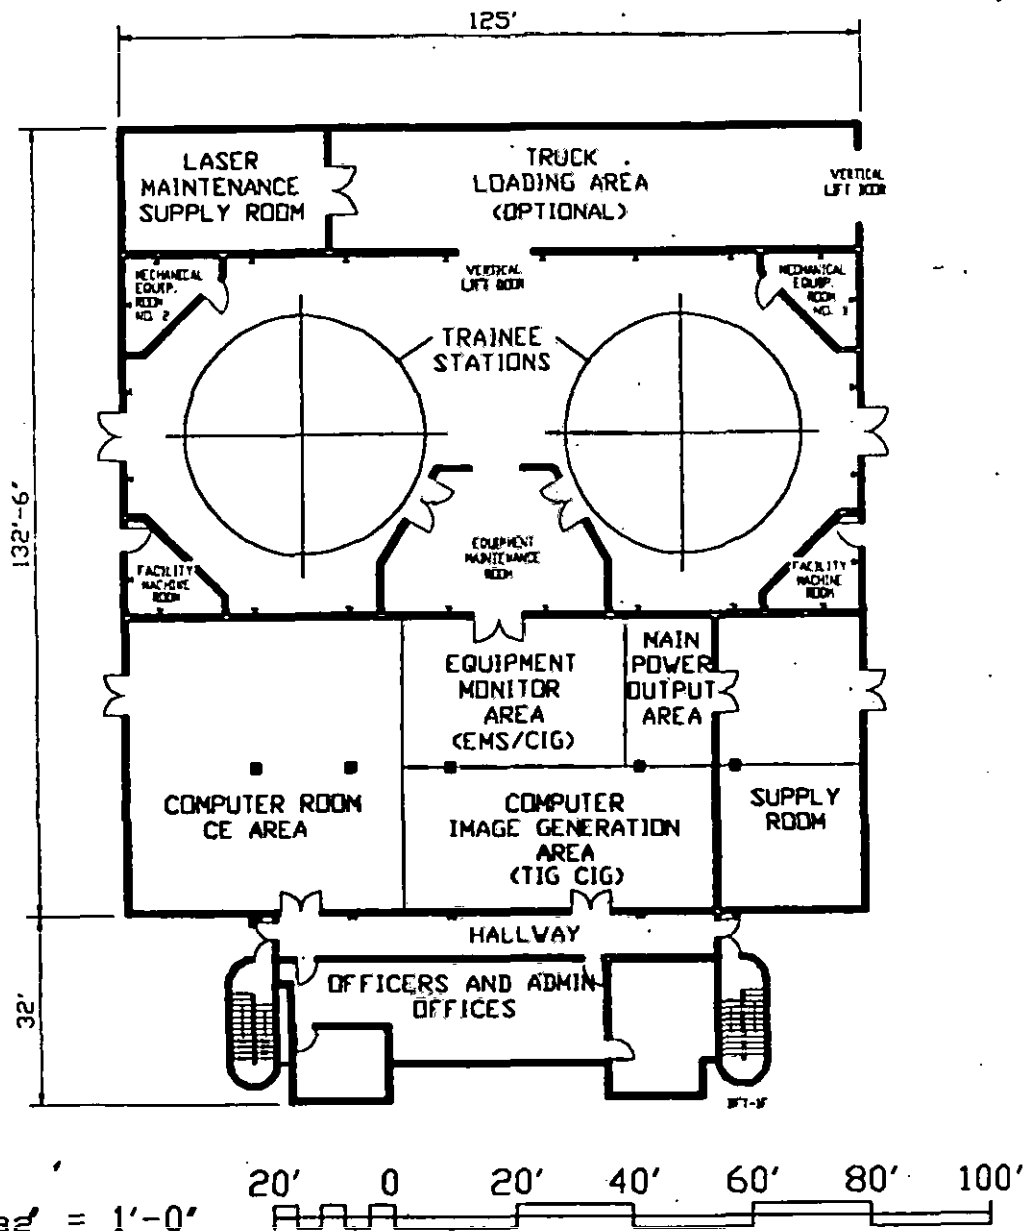 125'
LASER
MAINTENANCE
SUPPLY ROOM
TRUCK
LOADING AREA
(OPTIONAL)
VERTICAL
LIFT DOOR
MECHANICAL
EQUIP.
ROOM
NO. 2
VERTICAL
LIFT DOOR
MECHANICAL
EQUIP.
ROOM
NO. 1
TRAINEE
STATIONS
132'-6"
FACILITY
MACHINE
ROOM
EQUIPMENT
MAINTENANCE
ROOM
FACILITY
MACHINE
ROOM
EQUIPMENT
MONITOR
AREA
(EMS/CIG)
MAIN
POWER
OUTPUT
AREA
COMPUTER ROOM
CE AREA
COMPUTER
IMAGE GENERATION
AREA
(TIG CIG)
SUPPLY
ROOM
HALLWAY
OFFICERS AND ADMIN
OFFICES
32'
20' 0 20' 40' 60' 80' 100'
= 1'-0"